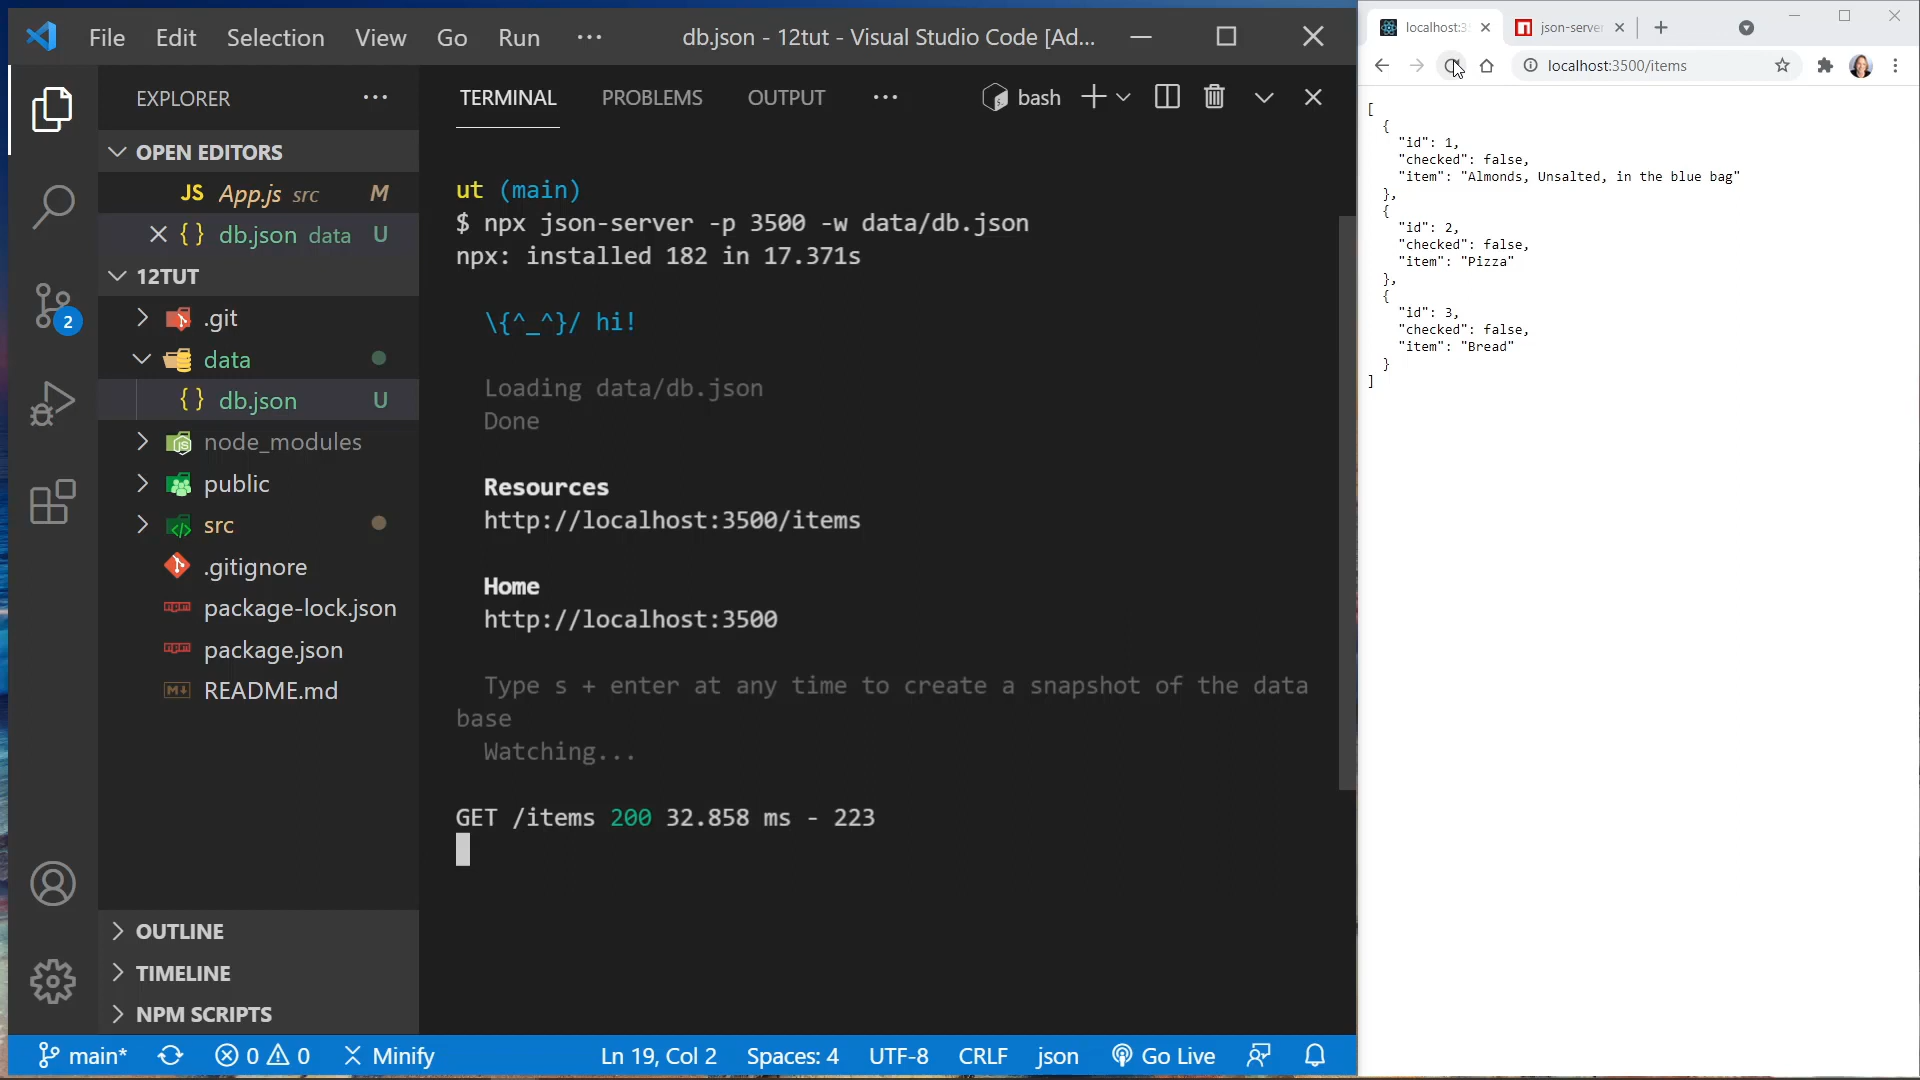 File Edit Selection View Go Run ··· db.json - 12tut - Visual Studio Code [Ad...
EXPLORER ···
OPEN EDITORS
JS App.js src M
{ } db.json data U
12TUT
.git
data
{ } db.json U
node_modules
public
src
.gitignore
package-lock.json
package.json
README.md
OUTLINE
TIMELINE
NPM SCRIPTS
2
TERMINAL PROBLEMS OUTPUT ··· bash
ut (main)
$ npx json-server -p 3500 -w data/db.json
npx: installed 182 in 17.371s
\{^_^}/ hi!
Loading data/db.json
Done
Resources
http://localhost:3500/items
Home
http://localhost:3500
Type s + enter at any time to create a snapshot of the data
base
Watching...
GET /items 200 32.858 ms - 223
main* 0 0 Minify Ln 19, Col 2 Spaces: 4 UTF-8 CRLF json Go Live
localhost:35 json-server
localhost:3500/items
[
{
"id": 1,
"checked": false,
"item": "Almonds, Unsalted, in the blue bag"
},
{
"id": 2,
"checked": false,
"item": "Pizza"
},
{
"id": 3,
"checked": false,
"item": "Bread"
}
]